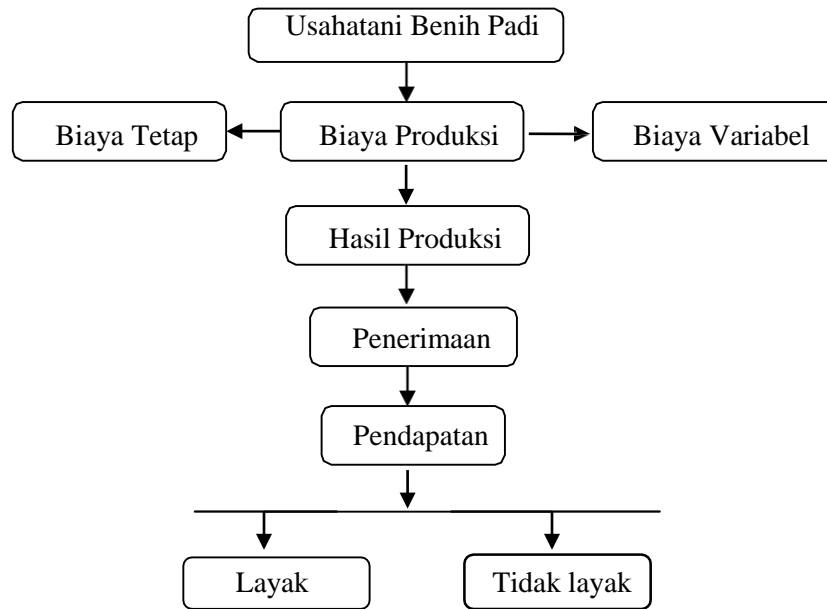 Usahatani Benih Padi
Biaya Tetap
Biaya Produksi
Biaya Variabel
Hasil Produksi
Penerimaan
Pendapatan
Layak
Tidak layak